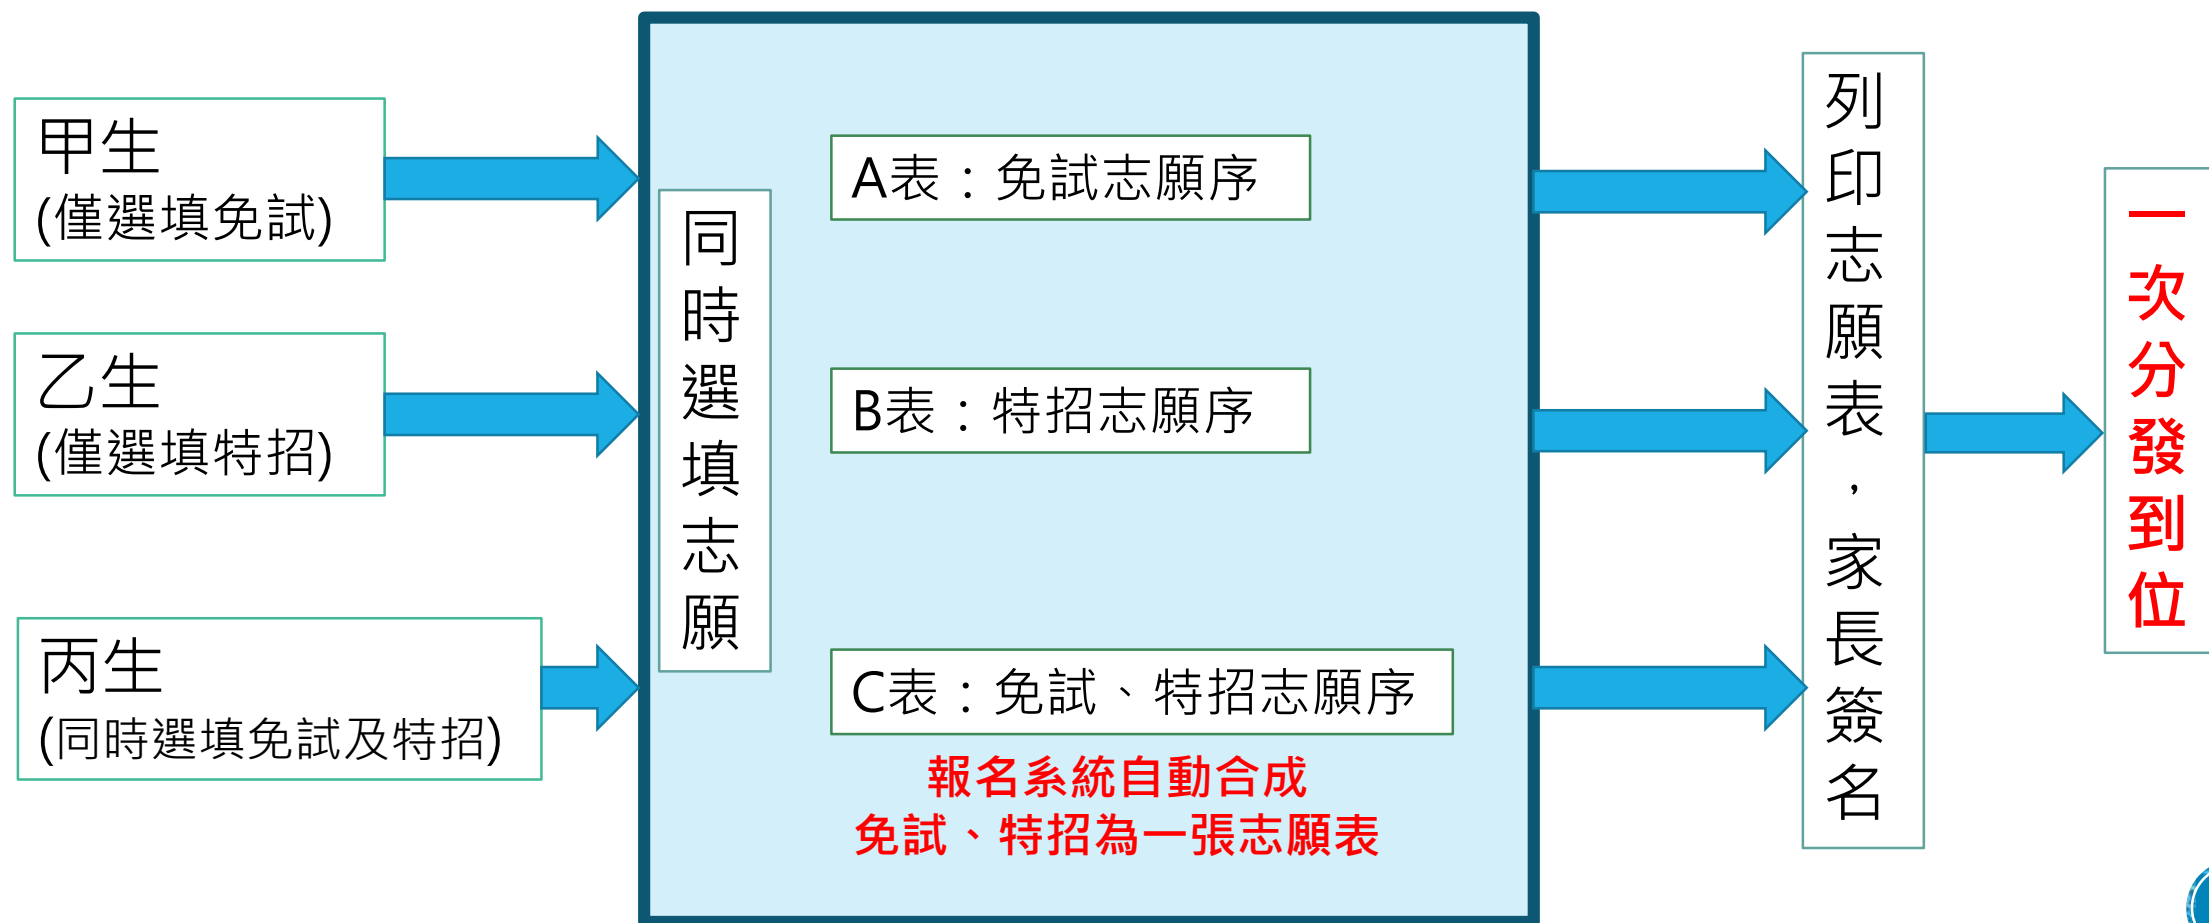 甲生
(僅選填免試)
乙生
(僅選填特招)
丙生
(同時選填免試及特招)
同時選填志願
A表：免試志願序
B表：特招志願序
C表：免試、特招志願序
報名系統自動合成
免試、特招為一張志願表
列印志願表，家長簽名
一次分發到位